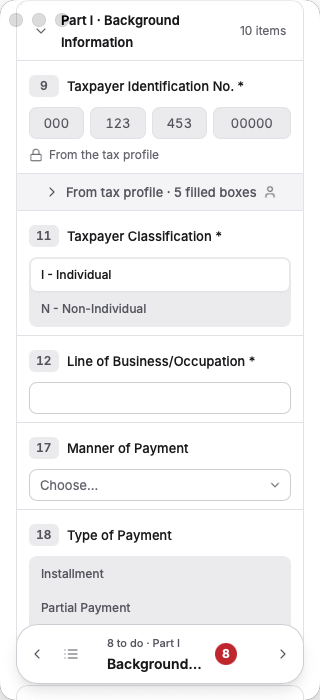 Part I · Background
Information
10 items
9 Taxpayer Identification No. *
000 123 453 00000
From the tax profile
From tax profile · 5 filled boxes
11 Taxpayer Classification *
I - Individual
N - Non-Individual
12 Line of Business/Occupation *
17 Manner of Payment
Choose...
18 Type of Payment
Installment
Partial Payment
8 to do · Part I
Background...
8